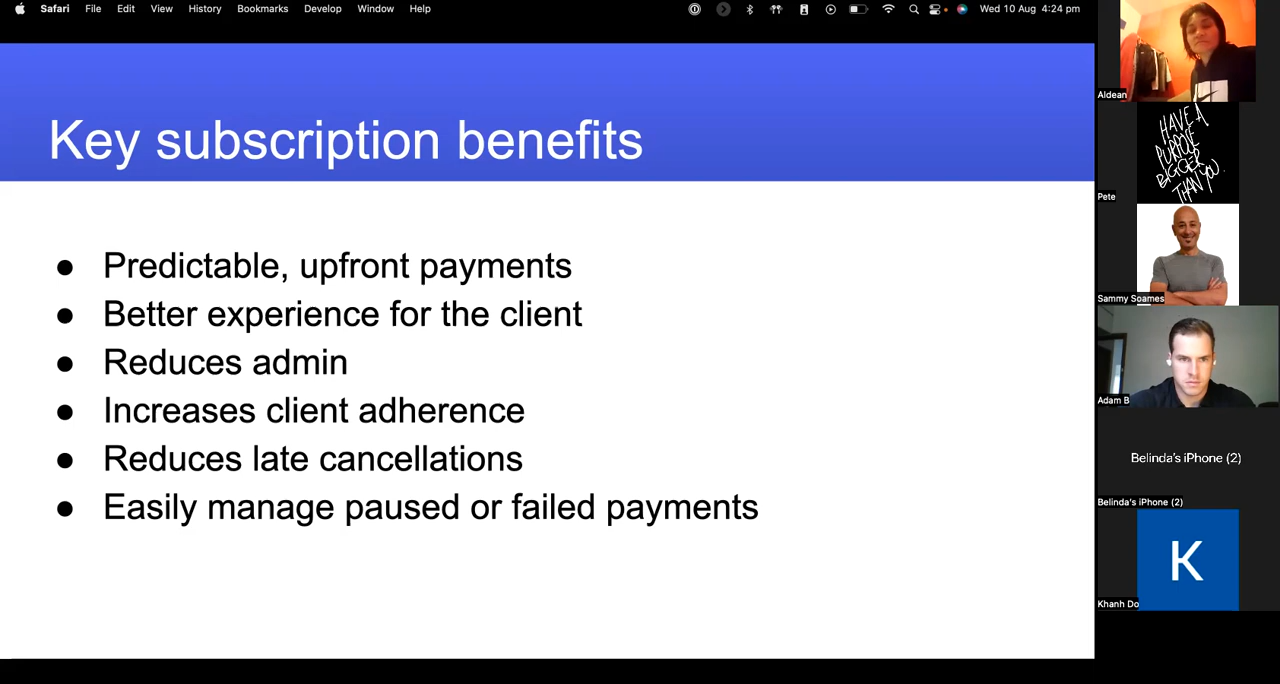 Safari File Edit View History Bookmarks Develop Window Help Wed 10 Aug 4:24 pm
Key subscription benefits
● Predictable, upfront payments
● Better experience for the client
● Reduces admin
● Increases client adherence
● Reduces late cancellations
● Easily manage paused or failed payments
Aldean
HAVE A
PURPOSE
BIGGER
THAN YOU.
Pete
Sammy Soames
Adam B
Belinda's iPhone (2)
Belinda's iPhone (2)
K
Khanh Do